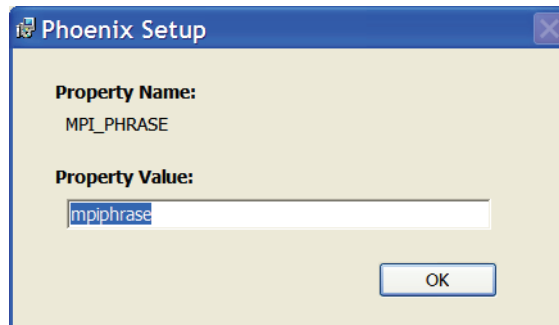 Phoenix Setup
Property Name:
MPI_PHRASE
Property Value:
mpiphrase
OK